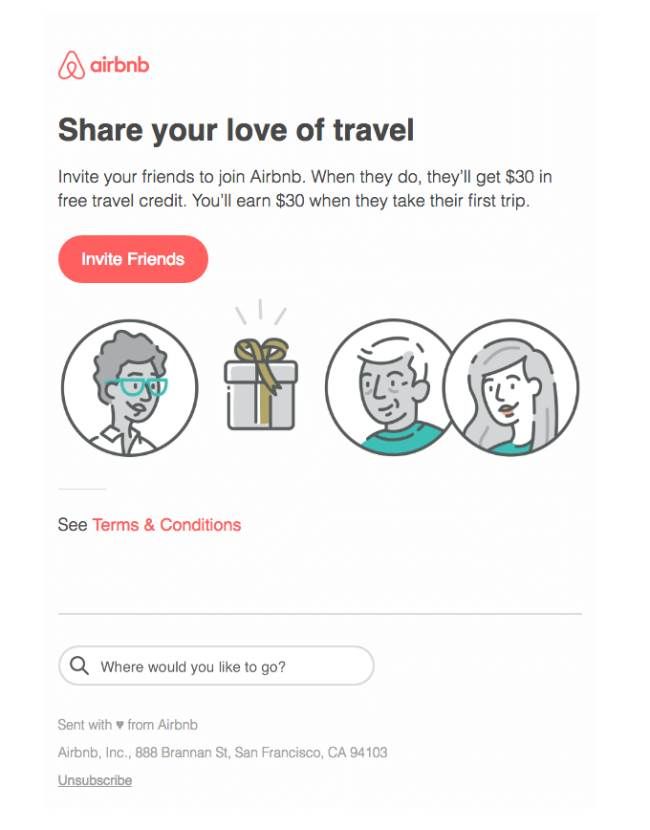 airbnb
Share your love of travel
Invite your friends to join Airbnb. When they do, they’ll get $30 in
free travel credit. You’ll earn $30 when they take their first trip.
Invite Friends
See Terms & Conditions
Where would you like to go?
Sent with ♥ from Airbnb
Airbnb, Inc., 888 Brannan St, San Francisco, CA 94103
Unsubscribe